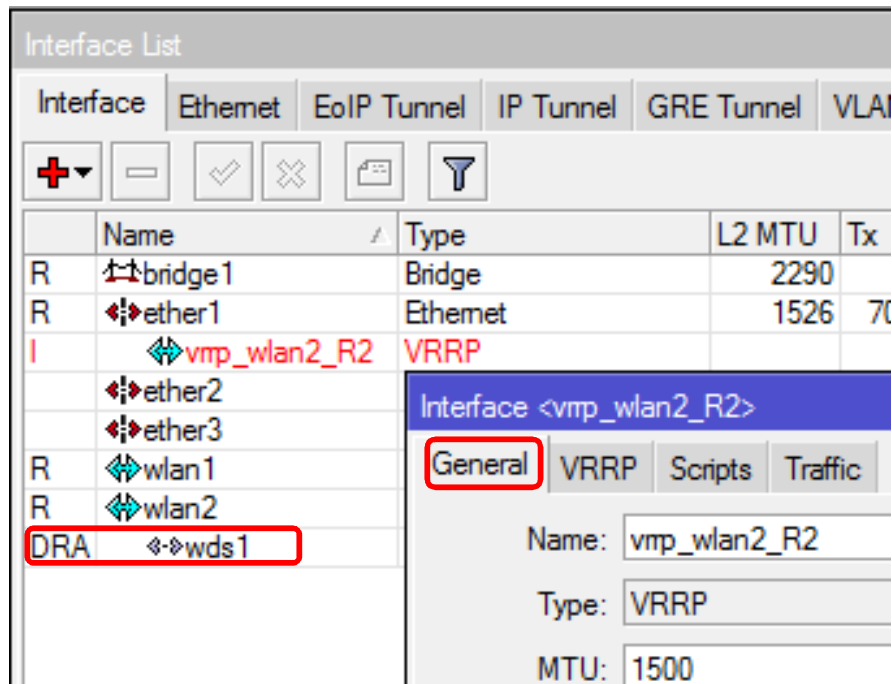 Interface List
Interface Ethernet EoIP Tunnel IP Tunnel GRE Tunnel
Name Type L2 MTU Tx
R bridge1 Bridge 2290
R ether1 Ethernet 1526 70
I vrrp_wlan2_R2 VRRP
ether2
Interface <vrrp_wlan2_R2>
ether3
R wlan1
General VRRP Scripts Traffic
R wlan2
DRA wds1
Name: vrrp_wlan2_R2
Type: VRRP
MTU: 1500